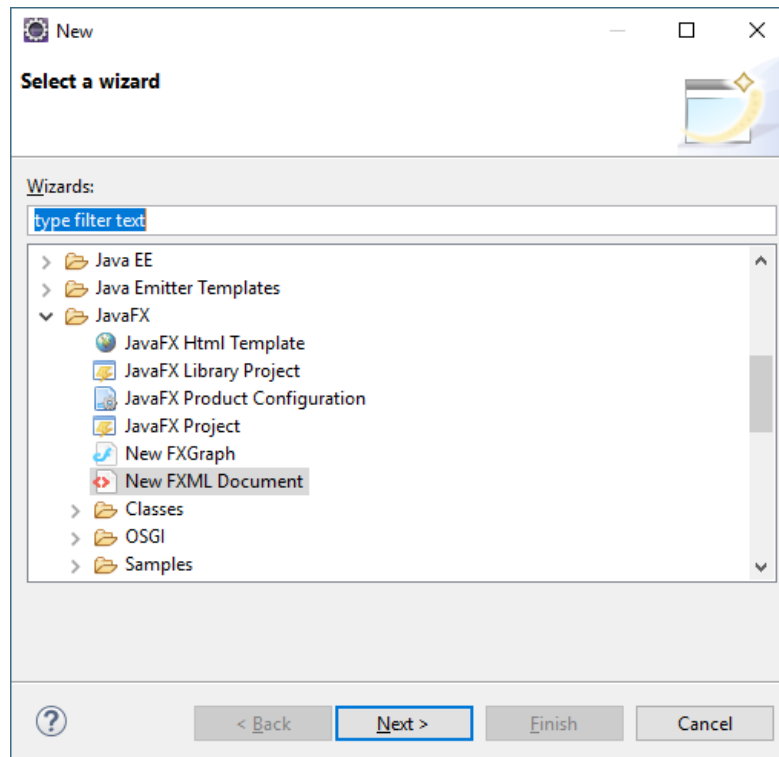 New
Select a wizard
Wizards:
type filter text
Java EE
Java Emitter Templates
JavaFX
JavaFX Html Template
JavaFX Library Project
JavaFX Product Configuration
JavaFX Project
New FXGraph
New FXML Document
Classes
OSGI
Samples
< Back Next > Finish Cancel